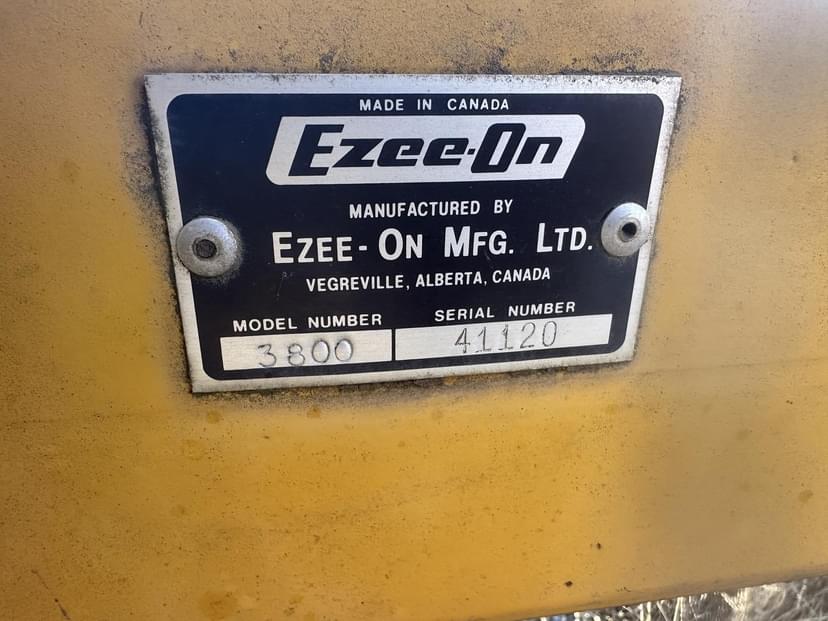 MADE IN CANADA
Ezee-On
MANUFACTURED BY
EZEE-ON MFG. LTD.
VEGREVILLE, ALBERTA, CANADA
MODEL NUMBER SERIAL NUMBER
3800 41120